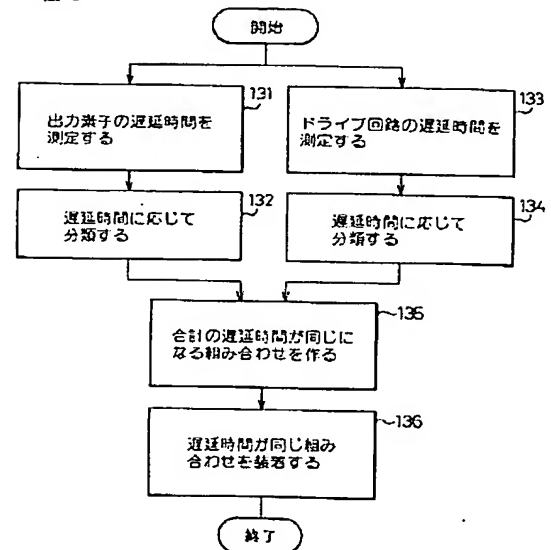 開始
131
出力素子の遅延時間を
測定する
133
ドライブ回路の遅延時間を
測定する
132
遅延時間に応じて
分類する
134
遅延時間に応じて
分類する
135
合計の遅延時間が同じに
なる組み合わせを作る
136
遅延時間が同じ組み
合わせを装着する
終了